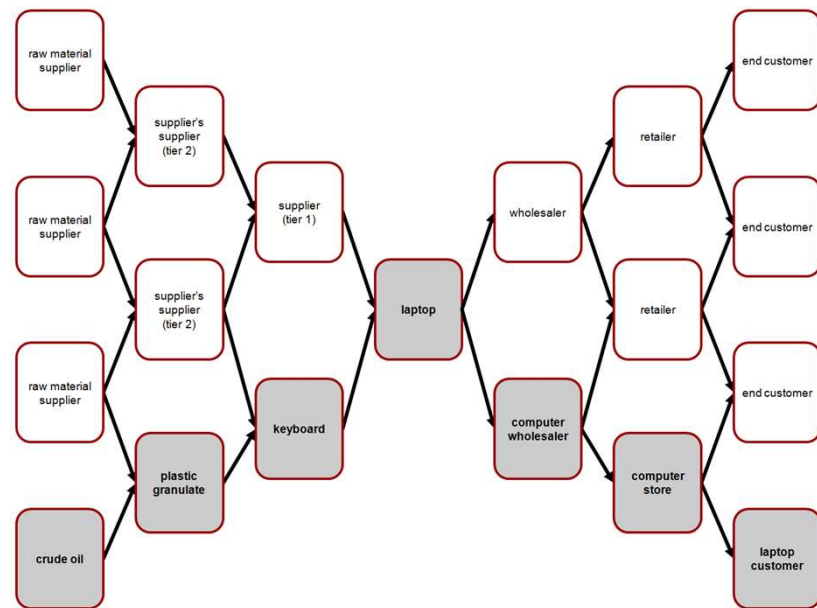 raw material
supplier
raw material
supplier
raw material
supplier
crude oil
supplier's
supplier
(tier 2)
supplier's
supplier
(tier 2)
plastic
granulate
supplier
(tier 1)
keyboard
laptop
wholesaler
computer
wholesaler
retailer
retailer
computer
store
end customer
end customer
end customer
laptop
customer